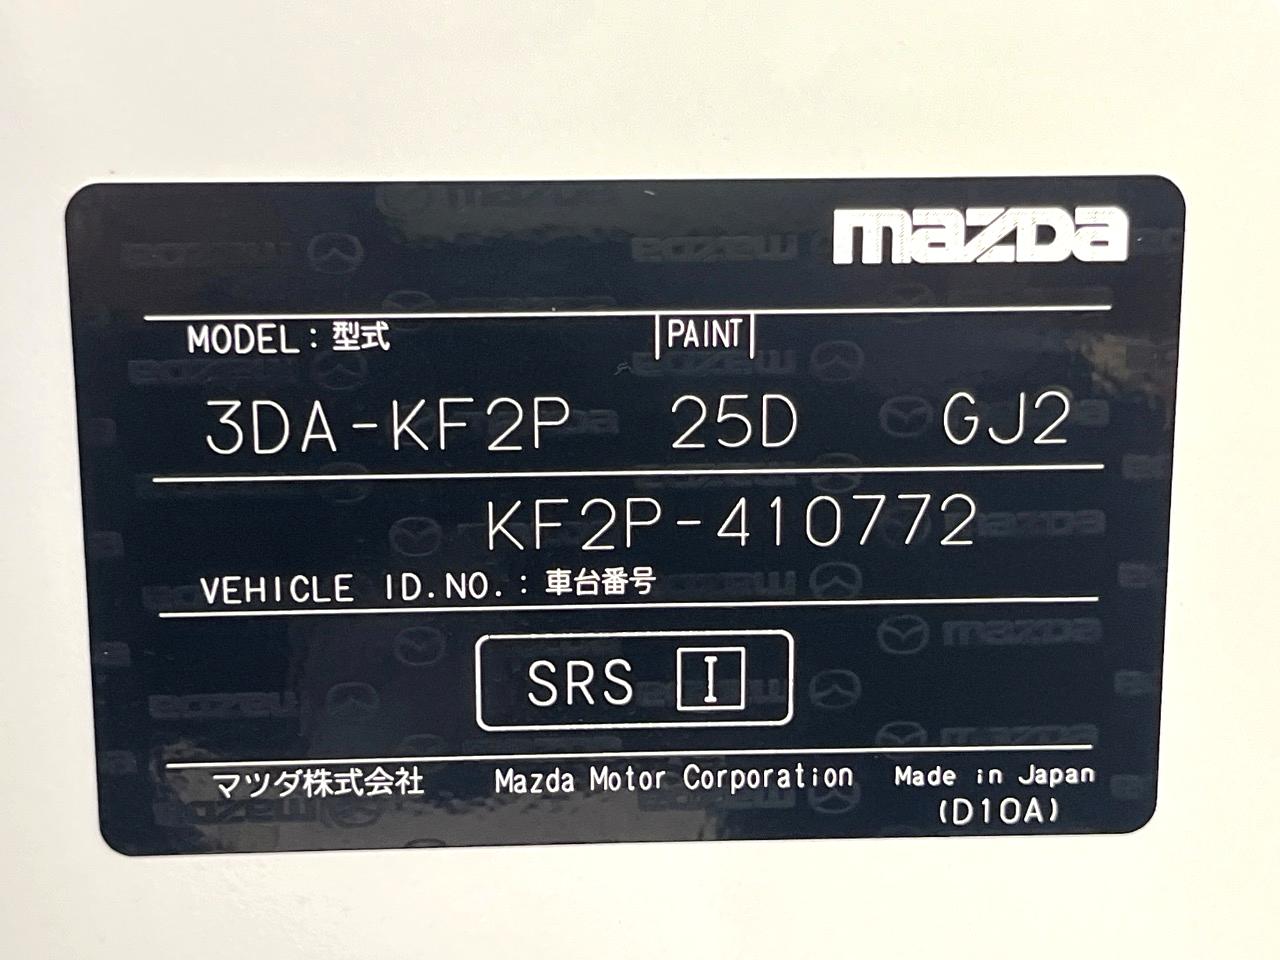 mazda
MODEL: 型式 PAINT
3DA-KF2P 25D GJ2
KF2P-410772
VEHICLE ID.NO.: 車台番号
SRS I
マツダ株式会社 Mazda Motor Corporation Made in Japan
(D10A)